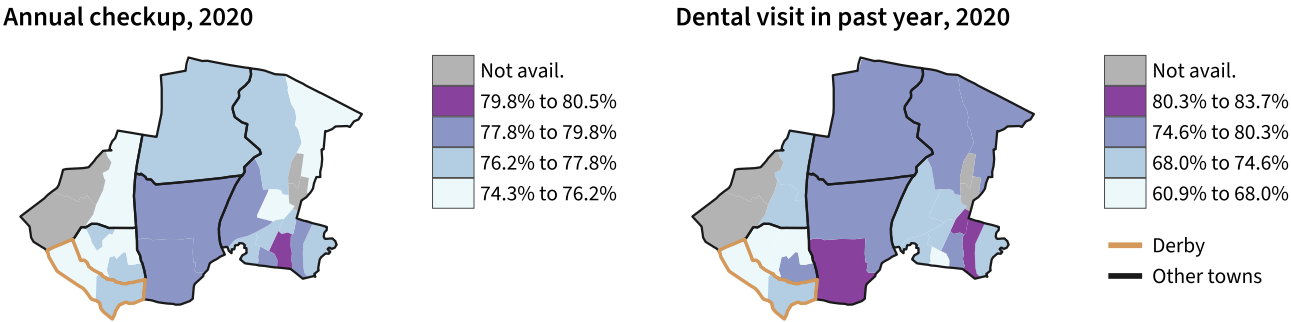 Annual checkup, 2020
Not avail.
79.8% to 80.5%
77.8% to 79.8%
76.2% to 77.8%
74.3% to 76.2%
Dental visit in past year, 2020
Not avail.
80.3% to 83.7%
74.6% to 80.3%
68.0% to 74.6%
60.9% to 68.0%
Derby
Other towns